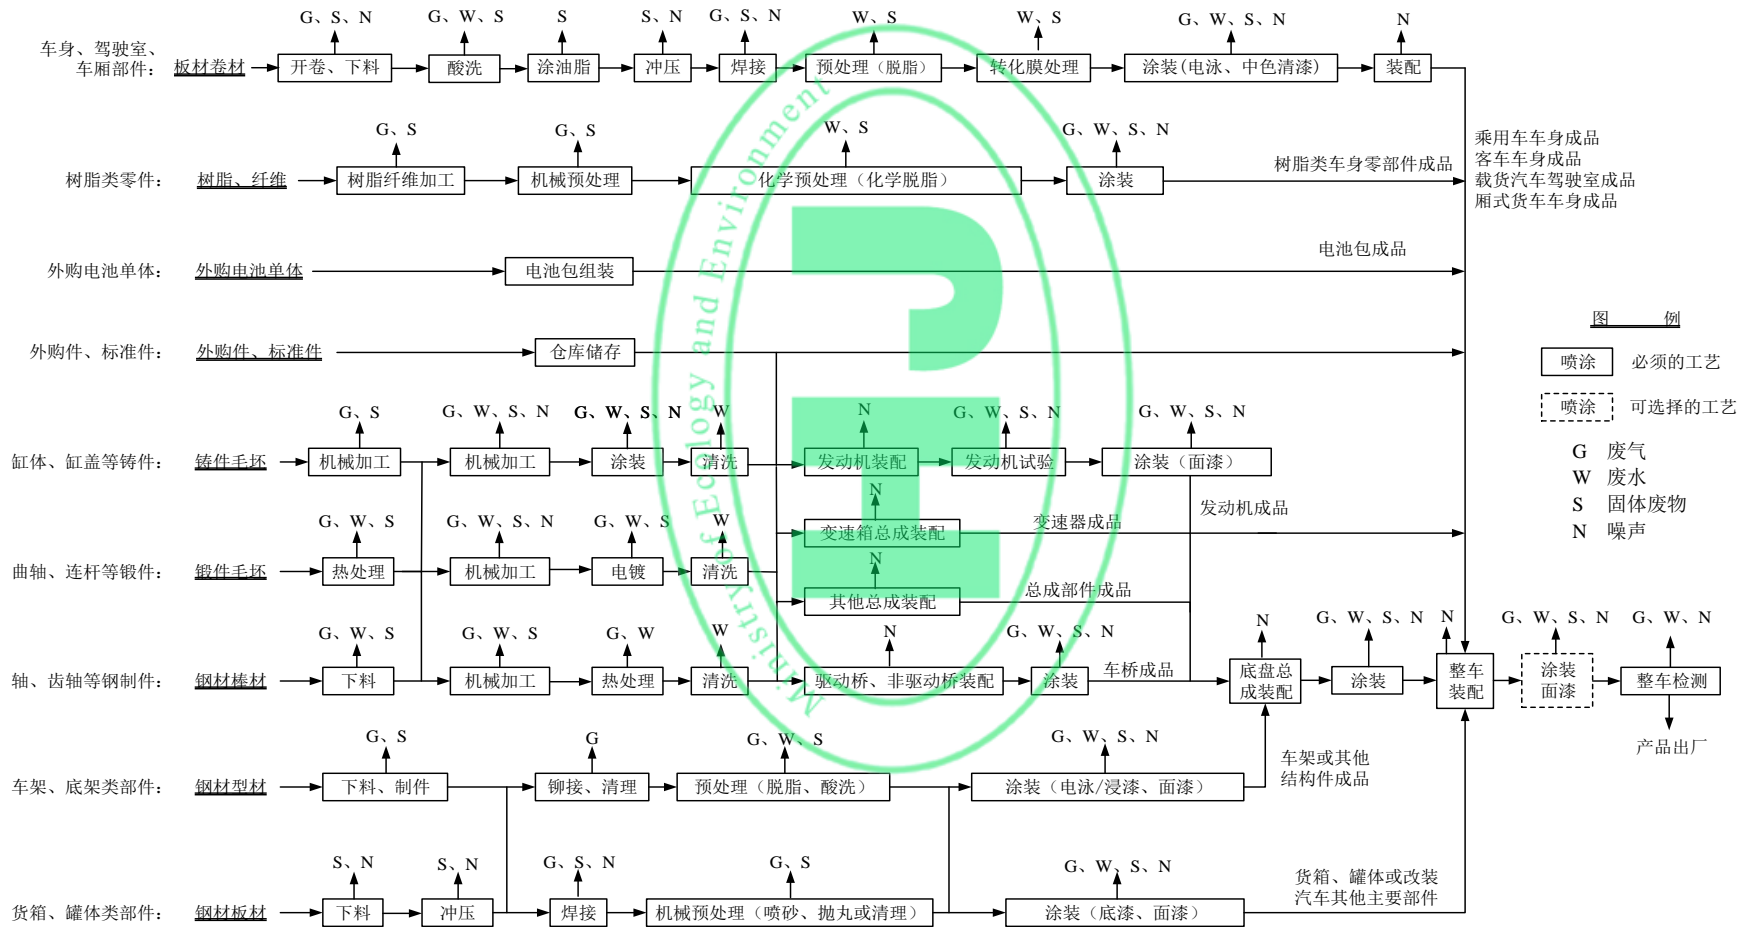 G、S、N
G、W、S
S
S、N
G、S、N
W、S
W、S
G、W、S、N
N
车身、驾驶室、
车厢部件：
板材卷材
开卷、下料
酸洗
涂油脂
冲压
焊接
预处理（脱脂）
转化膜处理
涂装(电泳、中色清漆)
装配
乘用车车身成品
客车车身成品
载货汽车驾驶室成品
厢式货车车身成品
G、S
G、S
W、S
G、W、S、N
树脂类零件：
树脂、纤维
树脂纤维加工
机械预处理
化学预处理（化学脱脂）
涂装
树脂类车身零部件成品
外购电池单体：
外购电池单体
电池包组装
电池包成品
外购件、标准件：
外购件、标准件
仓库储存
图 例
喷涂
必须的工艺
喷涂
可选择的工艺
G 废气
W 废水
S 固体废物
N 噪声
G、S
G、W、S、N
G、W、S、N
W
N
G、W、S、N
G、W、S、N
缸体、缸盖等铸件：
铸件毛坯
机械加工
机械加工
涂装
清洗
发动机装配
发动机试验
涂装（面漆）
发动机成品
N
变速箱总成装配
变速器成品
G、W、S
G、W、S、N
G、W、S
W
曲轴、连杆等锻件：
锻件毛坯
热处理
机械加工
电镀
清洗
N
其他总成装配
总成部件成品
G、W、S
G、W、S
G、W
W
N
G、W、S、N
N
G、W、S、N
N
G、W、S、N
G、W、N
轴、齿轴等钢制件：
钢材棒材
下料
机械加工
热处理
清洗
驱动桥、非驱动桥装配
涂装
车桥成品
底盘总
成装配
涂装
整车
装配
涂装
面漆
整车检测
产品出厂
G、S
G
G、W、S
G、W、S、N
车架、底架类部件：
钢材型材
下料、制件
铆接、清理
预处理（脱脂、酸洗）
涂装（电泳/浸漆、面漆）
车架或其他
结构件成品
S、N
S、N
G、S、N
G、S
G、W、S、N
货箱、罐体类部件：
钢材板材
下料
冲压
焊接
机械预处理（喷砂、抛丸或清理）
涂装（底漆、面漆）
货箱、罐体或改装
汽车其他主要部件
Ministry of Ecology and Environment